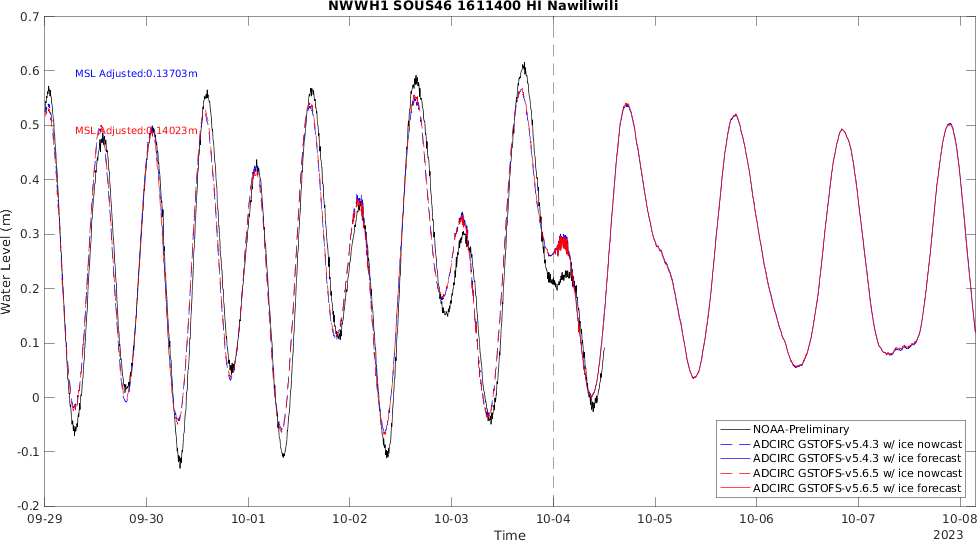 NWWH1 SOUS46 1611400 HI Nawiliwili
0.7
0.6
0.5
0.4
0.3
0.2
0.1
0
-0.1
-0.2
Water Level (m)
MSL Adjusted:0.13703m
MSL Adjusted:0.14023m
NOAA-Preliminary
ADCIRC GSTOFS-v5.4.3 w/ ice nowcast
ADCIRC GSTOFS-v5.4.3 w/ ice forecast
ADCIRC GSTOFS-v5.6.5 w/ ice nowcast
ADCIRC GSTOFS-v5.6.5 w/ ice forecast
09-29 09-30 10-01 10-02 10-03 10-04 10-05 10-06 10-07 10-08
Time
2023